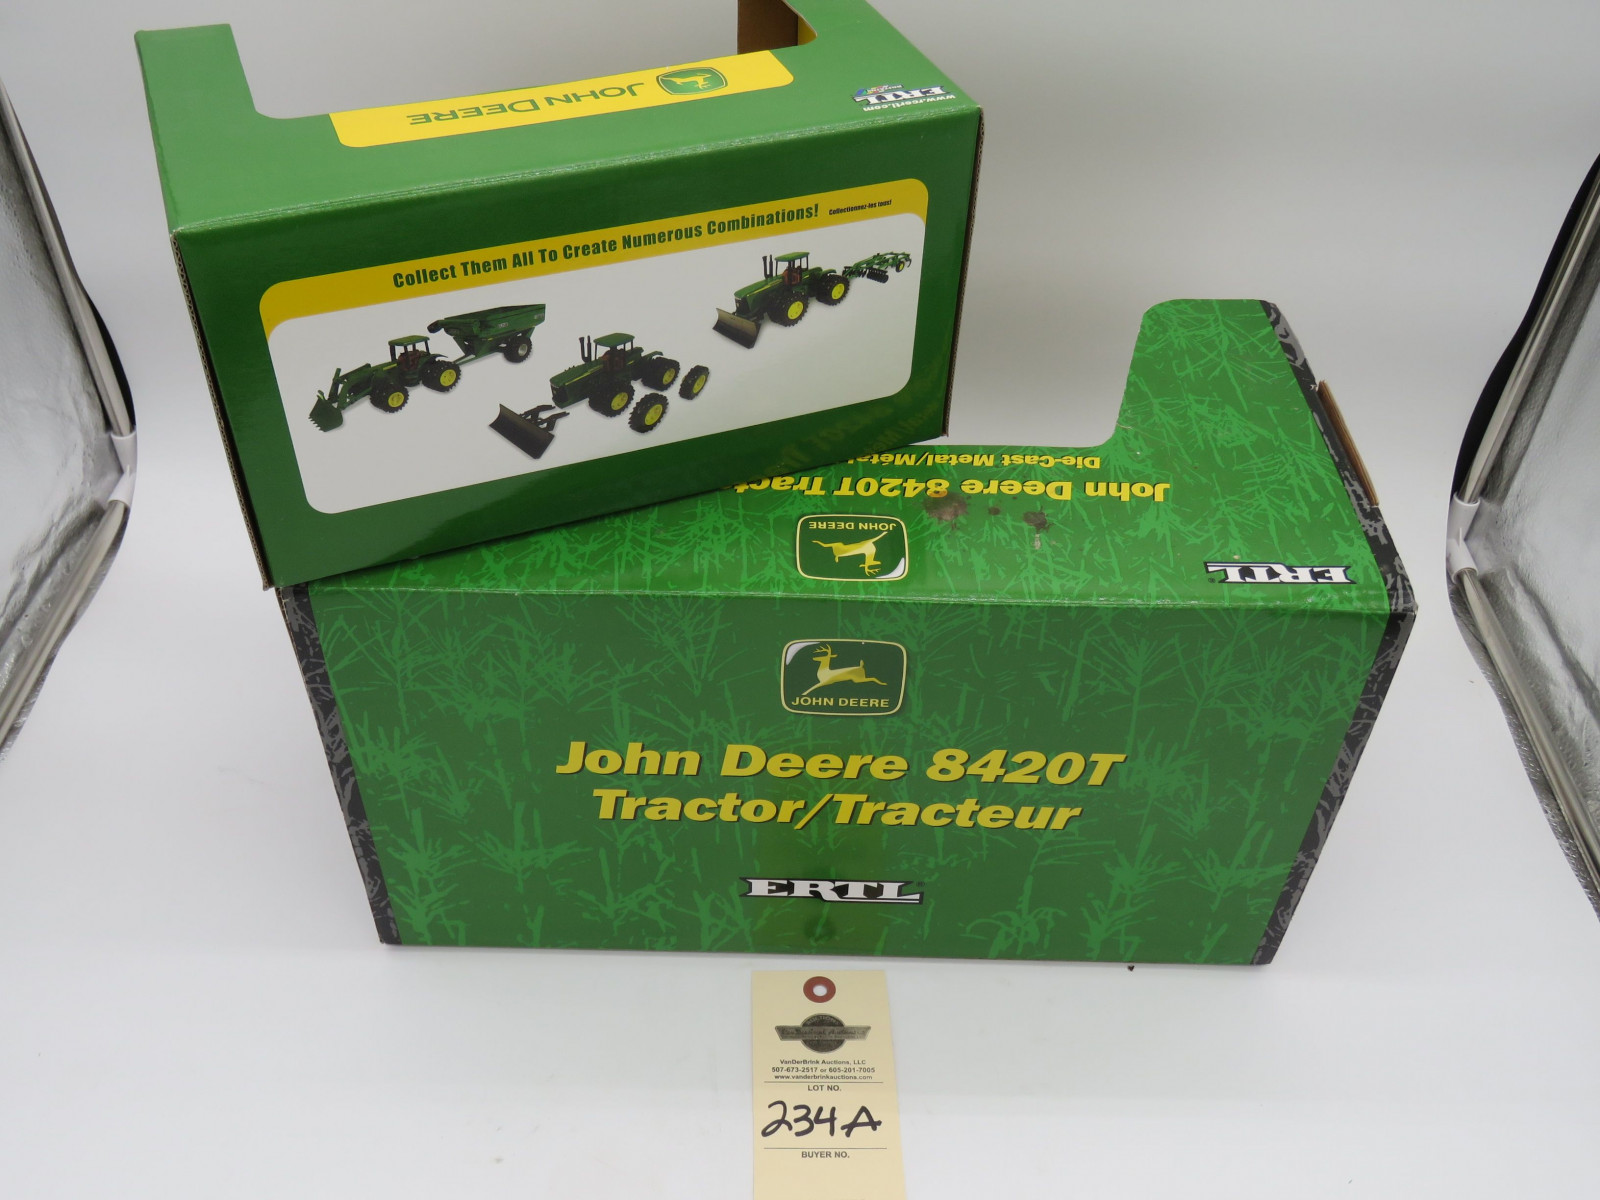 www.rcertl.com
ERTL
JOHN DEERE
Collect Them All To Create Numerous Combinations! Collectionnez-les tous!
Die-Cast Metal/Métal
John Deere 8420T
JOHN DEERE
ERTL
JOHN DEERE
John Deere 8420T
Tractor/Tracteur
ERTL
VanDerBrink Auctions, LLC
507-673-2517 or 605-201-7005
www.vanderbrinkauctions.com
LOT NO.
234A
BUYER NO.